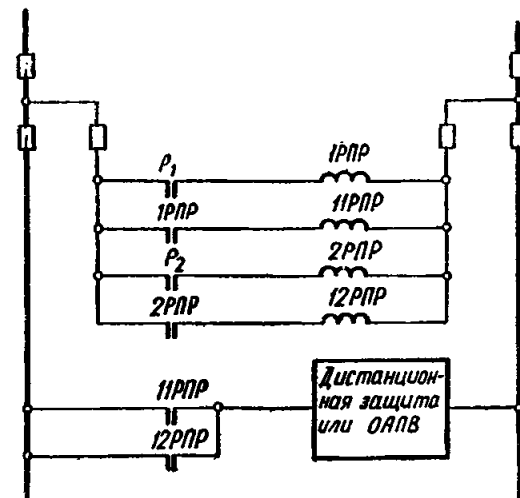 P₁ 1РПР
1РПР 11РПР
P₂ 2РПР
2РПР 12РПР
11РПР
12РПР
Дистанцион-
ная защита
или ОАПВ